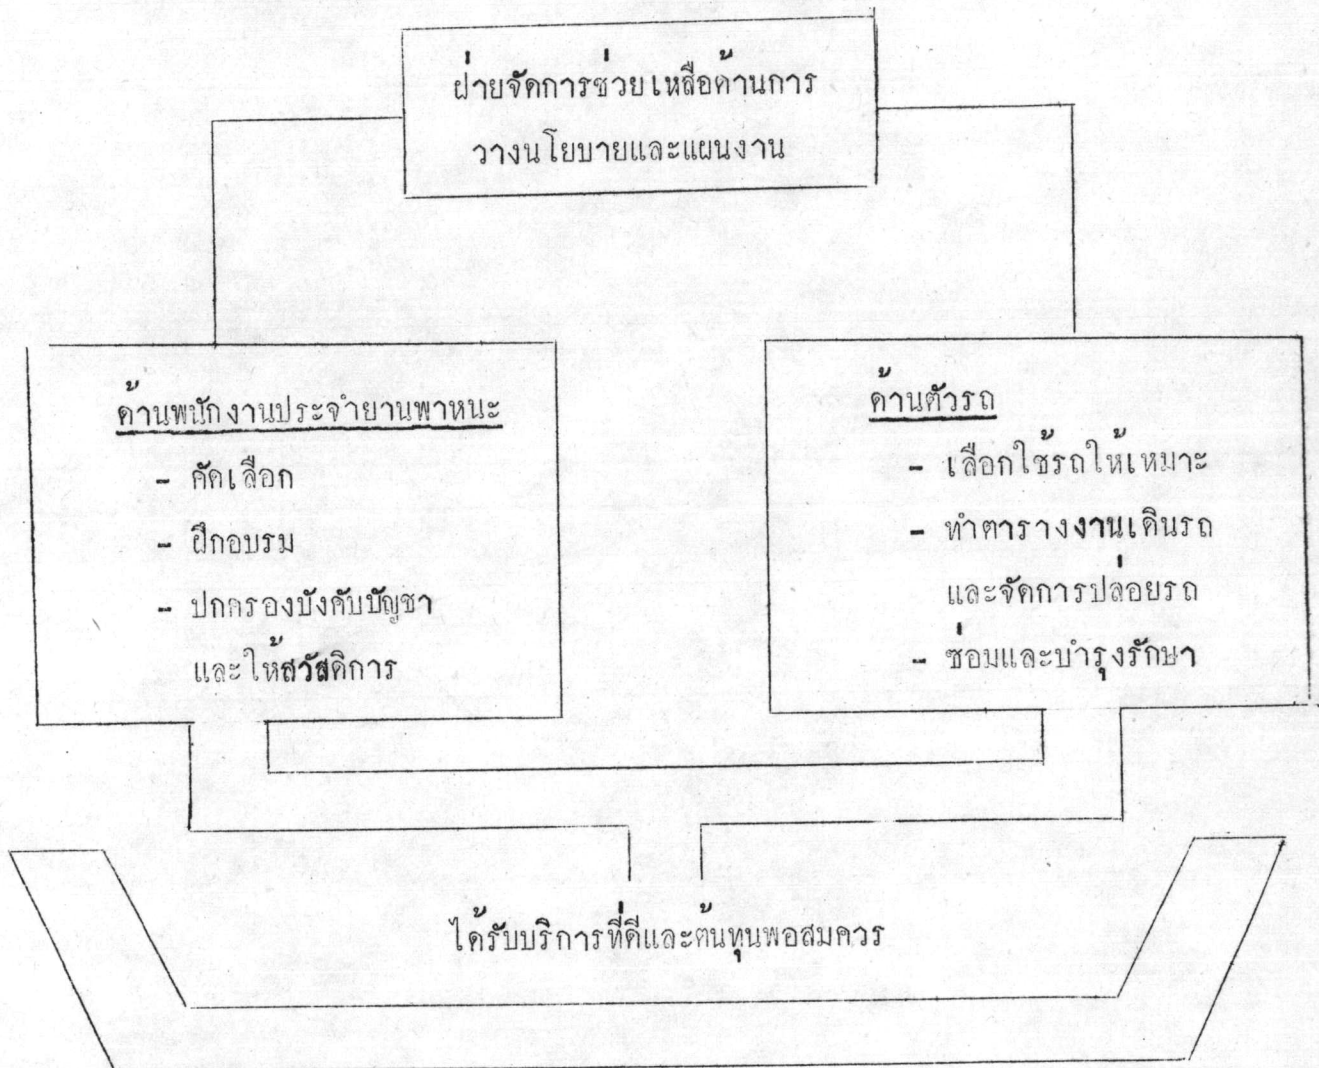 ฝ่ายจัดการช่วยเหลือด้านการ
วางนโยบายและแผนงาน
ด้านพนักงานประจำยานพาหนะ
- คัดเลือก
- ฝึกอบรม
- ปกครองบังคับบัญชา
และให้สวัสดิการ
ด้านตัวรถ
- เลือกใช้รถให้เหมาะ
- ทำตารางงานเดินรถ
และจัดการปล่อยรถ
- ซ่อมและบำรุงรักษา
ได้รับบริการที่ดีและต้นทุนพอสมควร